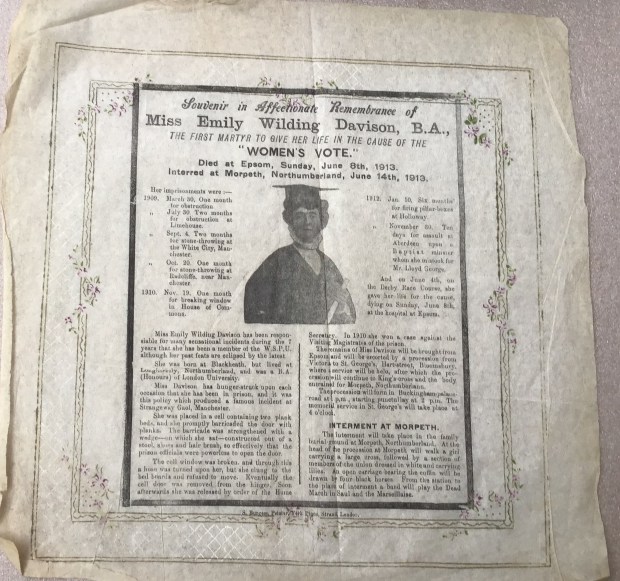 Souvenir in Affectionate Remembrance of
Miss Emily Wilding Davison, B.A.,
THE FIRST MARTYR TO GIVE HER LIFE IN THE CAUSE OF THE
"WOMEN'S VOTE."
Died at Epsom, Sunday, June 8th, 1913.
Interred at Morpeth, Northumberland, June 14th, 1913.
Her imprisonments were :—
1909. March 30, One month
for obstruction
„ July 30. Two months
for obstruction at
Limehouse.
„ Sept. 4, Two months
for stone-throwing at
the White City, Man-
chester.
„ Oct. 20. One month
for stone-throwing at
Radcliffe, near Man-
chester.
1910. Nov. 19. One month
for breaking window
in House of Com-
mons.
1912. Jan. 10, Six months'
for firing pillar-boxes
at Holloway.
„ November 30. Ten
days for assault in
Aberdeen upon a
Baptist minister
whom she mistook for
Mr. Lloyd George.
And on June 4th, on
the Derby Race Course, she
gave her life for the cause,
dying on Sunday, June 8th,
at the hospital at Epsom.
Miss Emily Wilding Davison has been respon-
sible for many sensational incidents during the 7
years that she has been a member of the W.S.P.U.
although her past feats are eclipsed by the latest
She was born at Blackheath, but lived at
Longhorsely, Northumberland, and was a B.A.
(Honours) of London University.
Miss Davison has hunger-struck upon each
occasion that she has been in prison, and it was
this policy which produced a famous incident at
Strangeway Gaol, Manchester.
She was placed in a cell containing two plank
beds, and she promptly barricaded the door with
planks. The barricade was strengthened with a
wedge—on which she sat—constructed out of a
stool, shoes and hair brush, so effectively that the
prison officials were powerless to open the door.
The cell window was broken, and through this
a hose was turned upon her, but she clung to the
bed boards and refused to move. Eventually the
cell door was removed from the hinges. Soon
afterwards she was released by order of the Home
Secretary. In 1910 she won a case against the
Visiting Magistrates of the prison.
The remains of Miss Davison will be brought from
Epsom and will be escorted by a procession from
Victoria to St. George's, Hart-street, Bloomsbury,
where a service will be held, after which the pro-
cession will continue to King's-cross and the body
entrained for Morpeth, Northumberland.
The procession will form in Buckingham-palace-
road at p.m., starting punctually at 2 p.m. The
memorial service in St. George's will take place at
4 o'clock.
INTERMENT AT MORPETH.
The interment will take place in the family
burial-ground at Morpeth, Northumberland. At the
head of the procession at Morpeth will walk a girl
carrying a large cross, followed by a section of
members of the union dressed in white and carrying
lilies. An open carriage bearing the coffin will be
drawn by four black horses. From the station to
the place of interment a band will play the Dead
March in Saul and the Marseillaise.
Printer, Street, London.